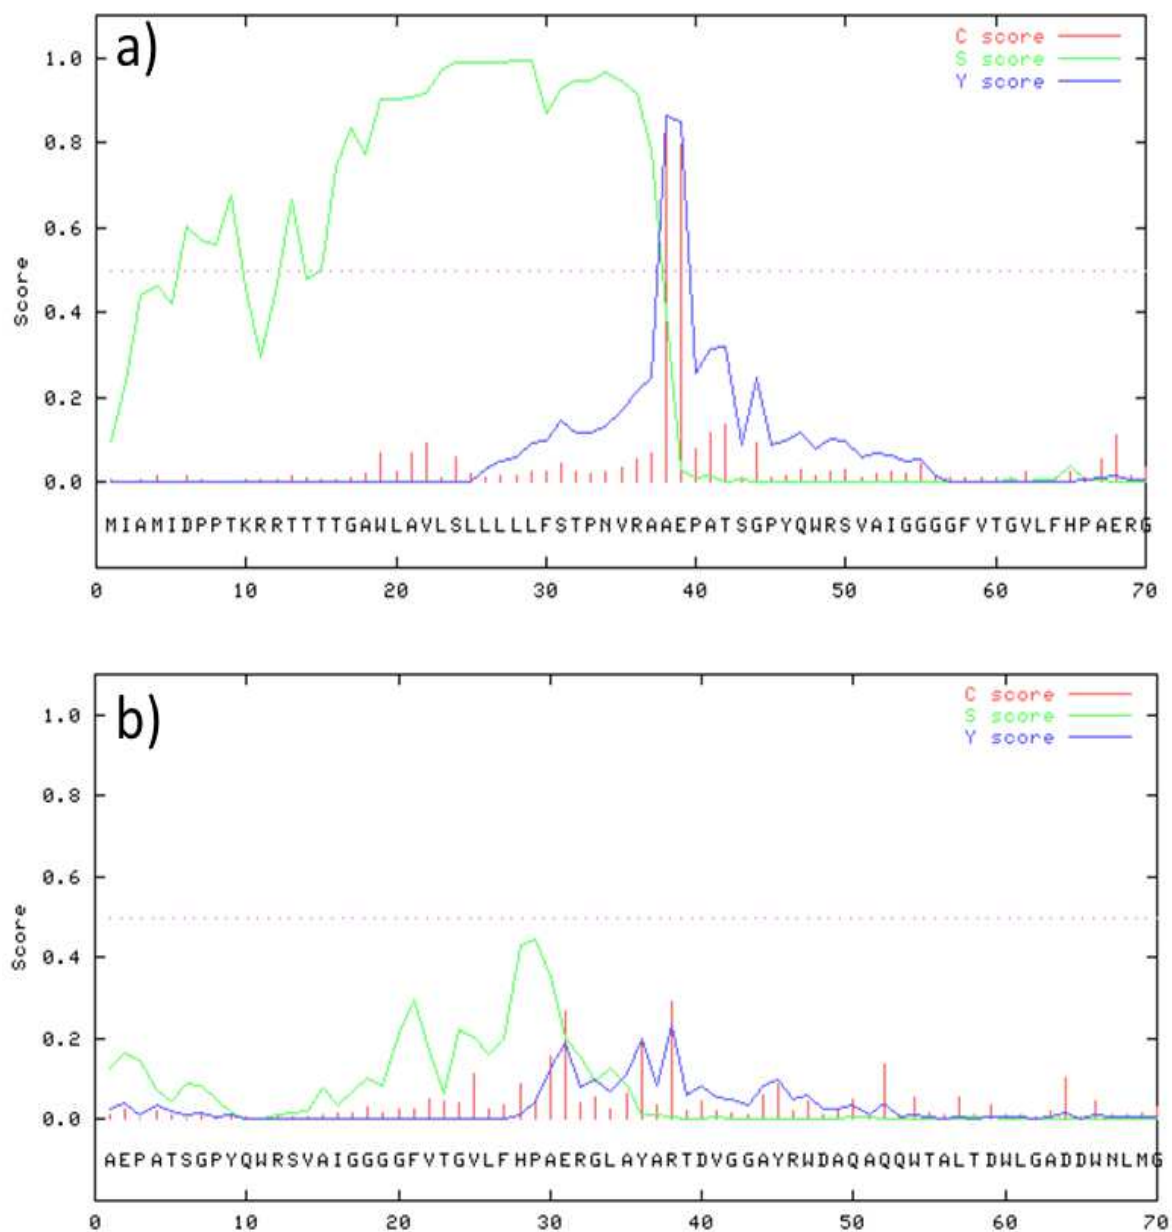 a)
C score
S score
Y score
1.0
0.8
0.6
0.4
0.2
0.0
Score
MIAMIDPPTKRRTTTTGAWLAVLSLLLLLFSTPNVRAAEPATSGPYQWRSVAIGGGGFVTGVLFHPAERG
0 10 20 30 40 50 60 70
b)
C score
S score
Y score
1.0
0.8
0.6
0.4
0.2
0.0
Score
AEPATSGPYQWRSVAIGGGGFVTGVLFHPAERGLAYARTDVGGAYRWDAQAQQWTALTDWLGADDWNLMG
0 10 20 30 40 50 60 70